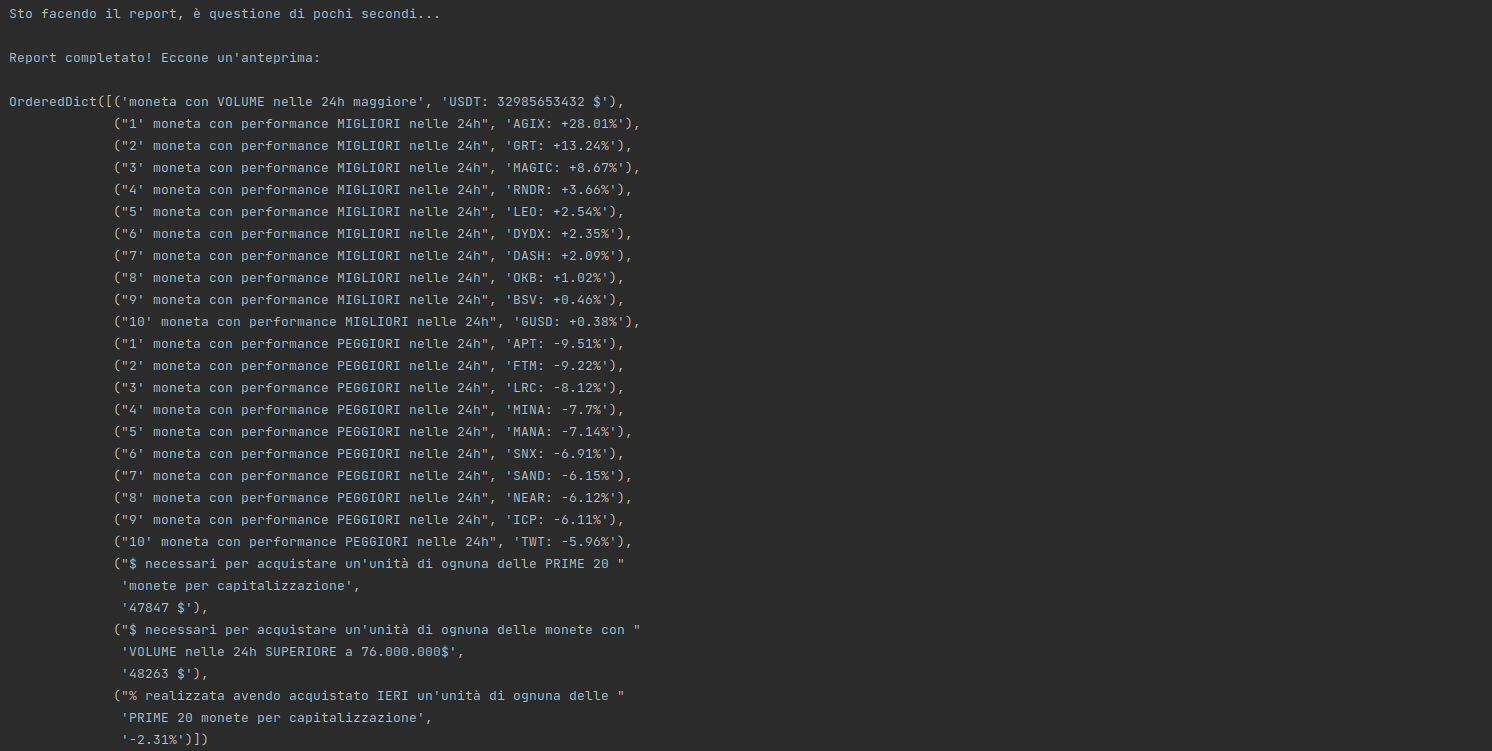 Sto facendo il report, è questione di pochi secondi...
Report completato! Eccone un'anteprima:
OrderedDict([('moneta con VOLUME nelle 24h maggiore', 'USDT: 32985653432 $'),
("1' moneta con performance MIGLIORI nelle 24h", 'AGIX: +28.01%'),
("2' moneta con performance MIGLIORI nelle 24h", 'GRT: +13.24%'),
("3' moneta con performance MIGLIORI nelle 24h", 'MAGIC: +8.67%'),
("4' moneta con performance MIGLIORI nelle 24h", 'RNDR: +3.66%'),
("5' moneta con performance MIGLIORI nelle 24h", 'LEO: +2.54%'),
("6' moneta con performance MIGLIORI nelle 24h", 'DYDX: +2.35%'),
("7' moneta con performance MIGLIORI nelle 24h", 'DASH: +2.09%'),
("8' moneta con performance MIGLIORI nelle 24h", 'OKB: +1.02%'),
("9' moneta con performance MIGLIORI nelle 24h", 'BSV: +0.46%'),
("10' moneta con performance MIGLIORI nelle 24h", 'GUSD: +0.38%'),
("1' moneta con performance PEGGIORI nelle 24h", 'APT: -9.51%'),
("2' moneta con performance PEGGIORI nelle 24h", 'FTM: -9.22%'),
("3' moneta con performance PEGGIORI nelle 24h", 'LRC: -8.12%'),
("4' moneta con performance PEGGIORI nelle 24h", 'MINA: -7.7%'),
("5' moneta con performance PEGGIORI nelle 24h", 'MANA: -7.14%'),
("6' moneta con performance PEGGIORI nelle 24h", 'SNX: -6.91%'),
("7' moneta con performance PEGGIORI nelle 24h", 'SAND: -6.15%'),
("8' moneta con performance PEGGIORI nelle 24h", 'NEAR: -6.12%'),
("9' moneta con performance PEGGIORI nelle 24h", 'ICP: -6.11%'),
("10' moneta con performance PEGGIORI nelle 24h", 'TWT: -5.96%'),
("$ necessari per acquistare un'unità di ognuna delle PRIME 20 "
'monete per capitalizzazione',
'47847 $'),
("$ necessari per acquistare un'unità di ognuna delle monete con "
'VOLUME nelle 24h SUPERIORE a 76.000.000$',
'48263 $'),
("% realizzata avendo acquistato IERI un'unità di ognuna delle "
'PRIME 20 monete per capitalizzazione',
'-2.31%')])